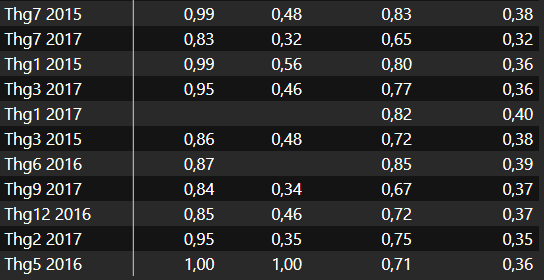 Thg7 2015 0,99 0,48 0,83 0,38
Thg7 2017 0,83 0,32 0,65 0,32
Thg1 2015 0,99 0,56 0,80 0,36
Thg3 2017 0,95 0,46 0,77 0,36
Thg1 2017 0,82 0,40
Thg3 2015 0,86 0,48 0,72 0,38
Thg6 2016 0,87 0,85 0,39
Thg9 2017 0,84 0,34 0,67 0,37
Thg12 2016 0,85 0,46 0,72 0,37
Thg2 2017 0,95 0,35 0,75 0,35
Thg5 2016 1,00 1,00 0,71 0,36